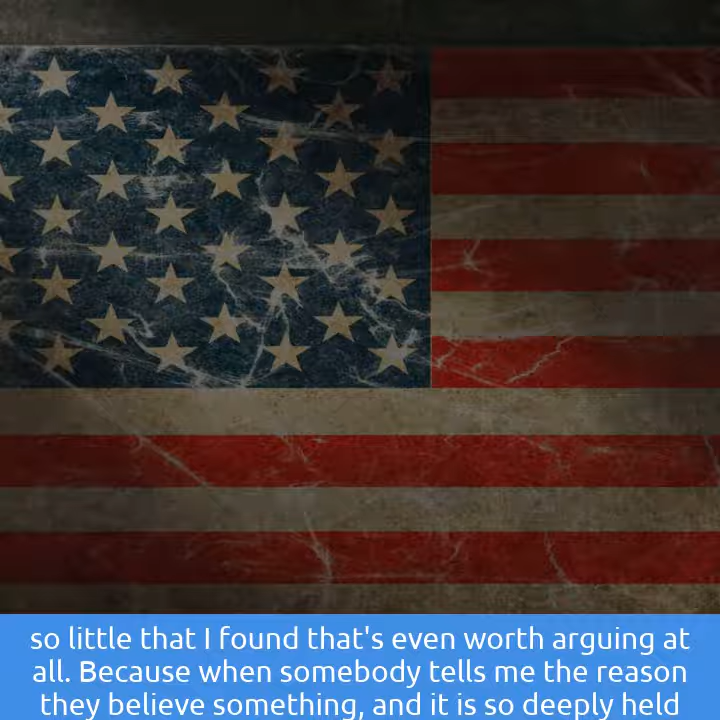 so little that I found that's even worth arguing at
all. Because when somebody tells me the reason
they believe something, and it is so deeply held